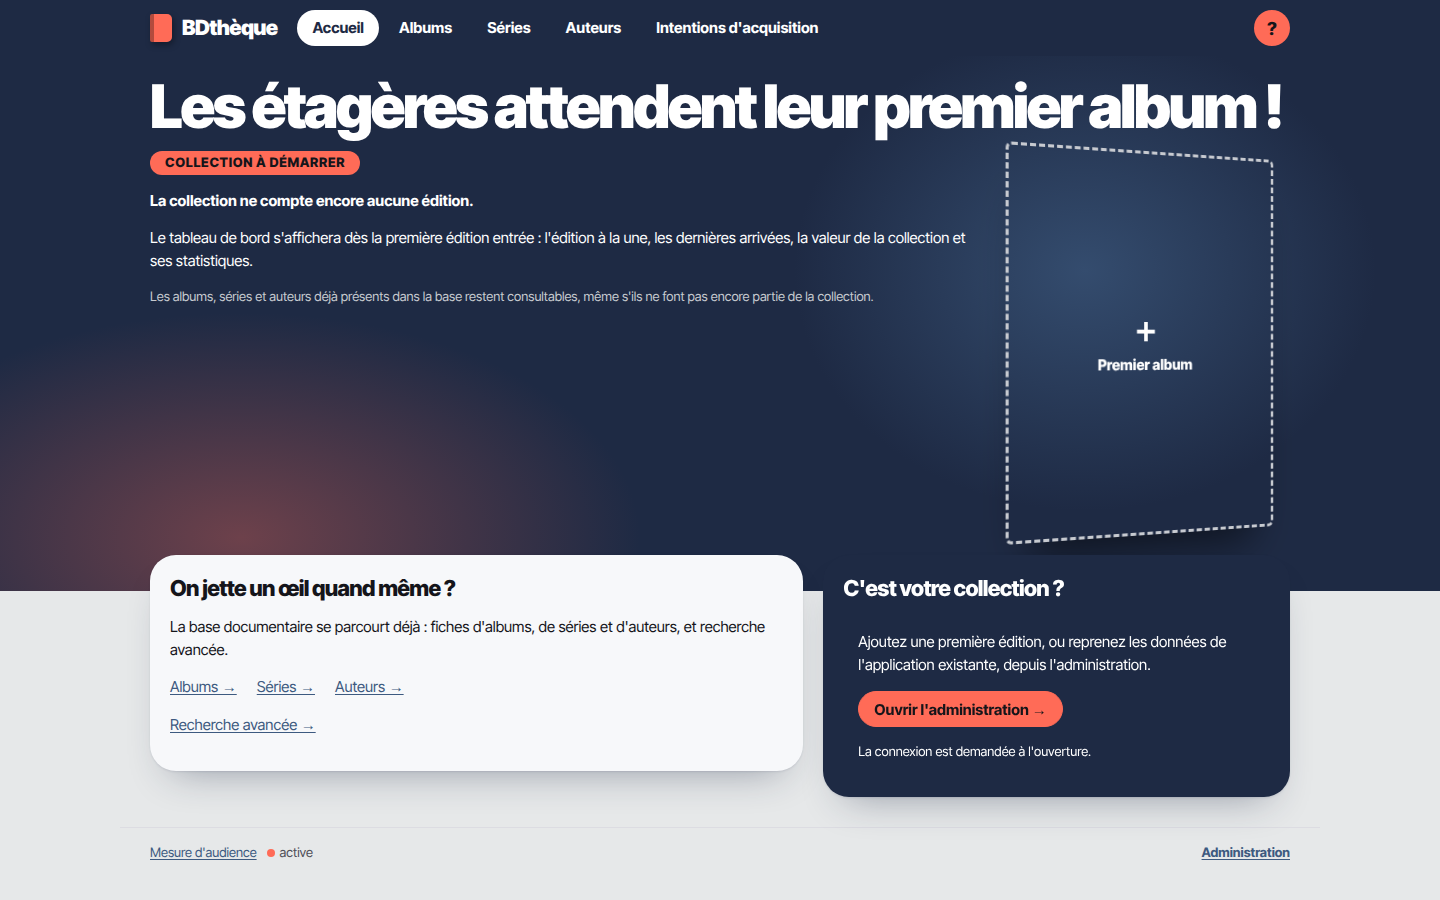 BDthèque
Accueil
Albums
Séries
Auteurs
Intentions d'acquisition
?
Les étagères attendent leur premier album !
COLLECTION À DÉMARRER
La collection ne compte encore aucune édition.
Le tableau de bord s'affichera dès la première édition entrée : l'édition à la une, les dernières arrivées, la valeur de la collection et
ses statistiques.
Les albums, séries et auteurs déjà présents dans la base restent consultables, même s'ils ne font pas encore partie de la collection.
+
Premier album
On jette un œil quand même ?
La base documentaire se parcourt déjà : fiches d'albums, de séries et d'auteurs, et recherche
avancée.
Albums →
Séries →
Auteurs →
Recherche avancée →
C'est votre collection ?
Ajoutez une première édition, ou reprenez les données de
l'application existante, depuis l'administration.
Ouvrir l'administration →
La connexion est demandée à l'ouverture.
Mesure d'audience
active
Administration